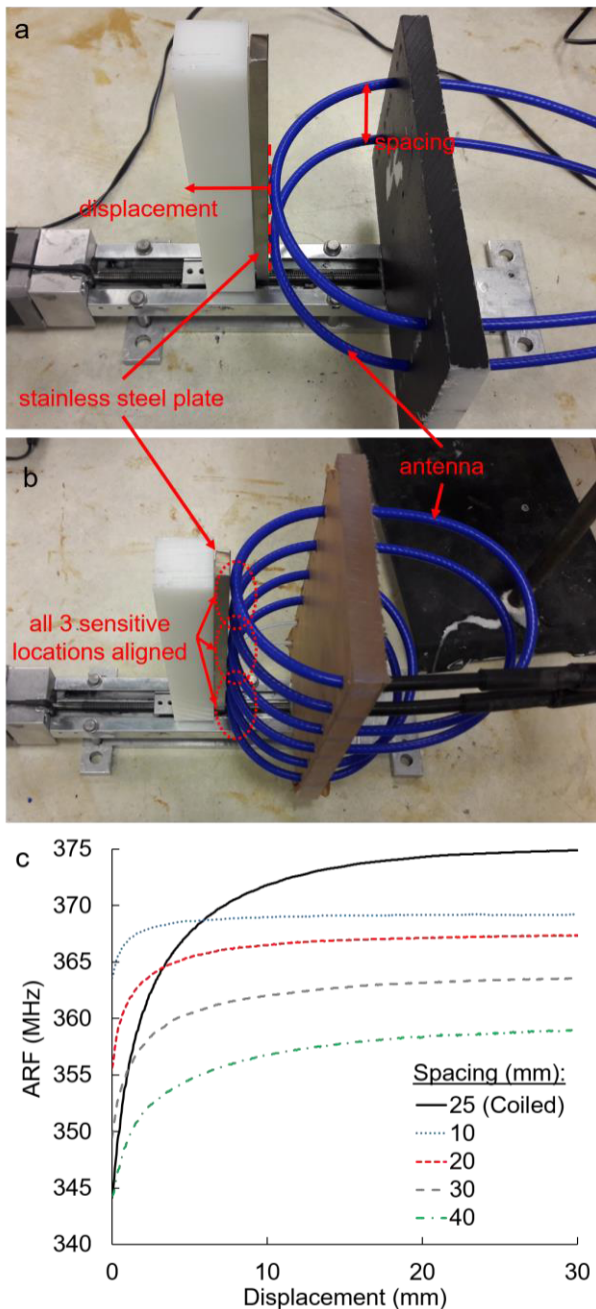 a
spacing
displacement
stainless steel plate
antenna
b
all 3 sensitive
locations aligned
c
375
370
365
360
355
350
345
340
ARF (MHz)
Spacing (mm):
25 (Coiled)
10
20
30
40
0
10
20
30
Displacement (mm)